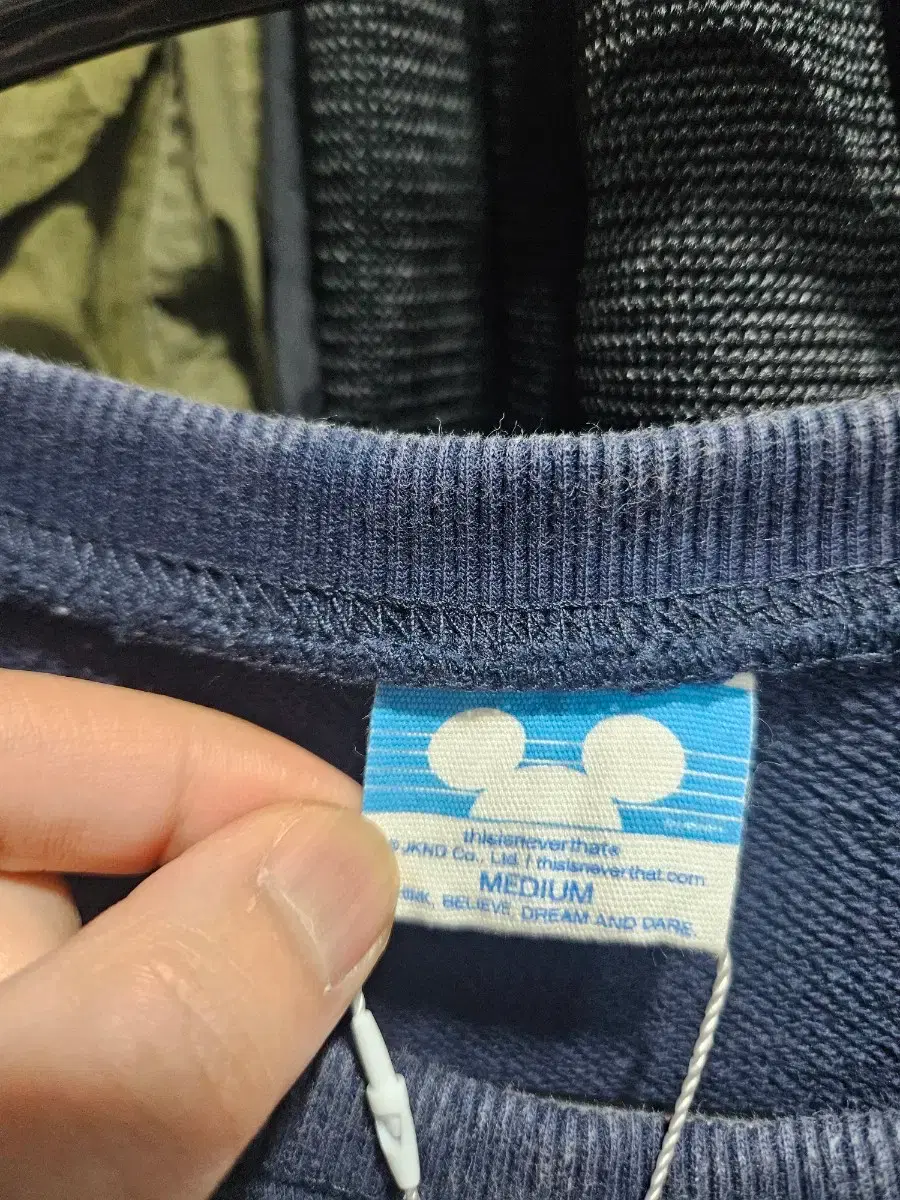 thisisneverthat®
© JKND Co., Ltd. / thisisneverthat.com
MEDIUM
BELIEVE, DREAM AND DARE.